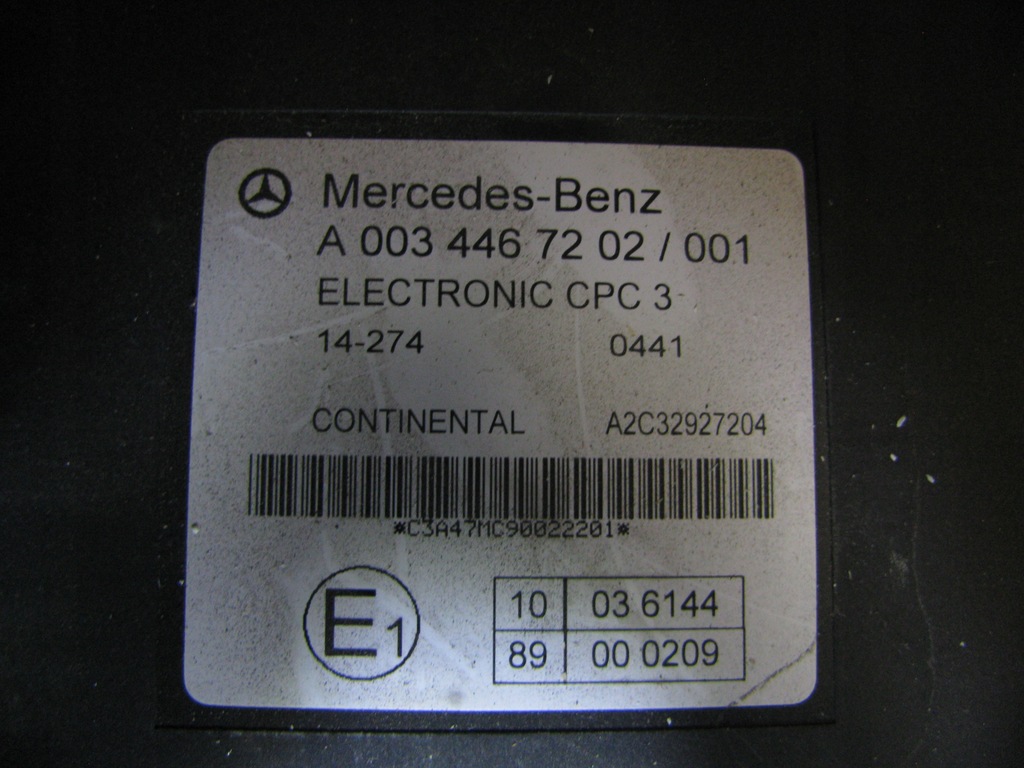 Mercedes-Benz
A 003 446 72 02 / 001
ELECTRONIC CPC 3
14-274 0441
CONTINENTAL A2C32927204
*C3A47MC90022201*
E1
10 03 6144
89 00 0209